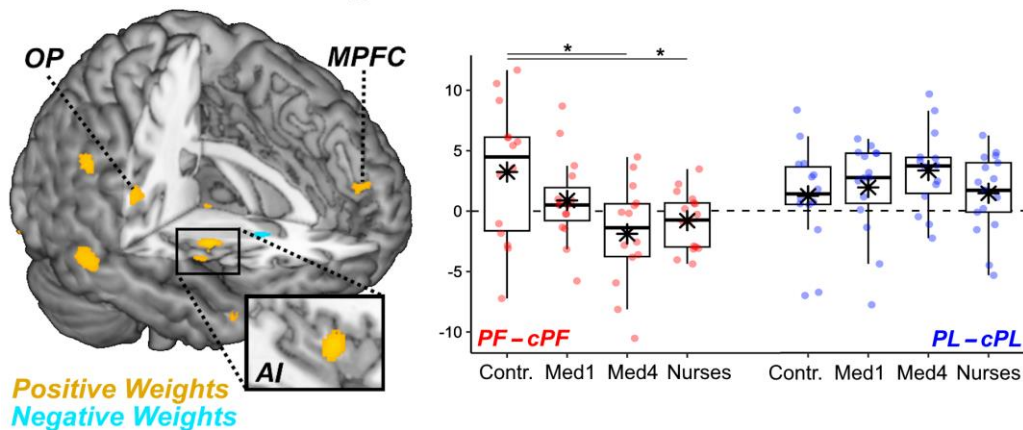 OP
MPFC
AI
Positive Weights
Negative Weights
* *
10
5
0
-5
-10
PF – cPF
PL – cPL
Contr. Med1 Med4 Nurses
Contr. Med1 Med4 Nurses